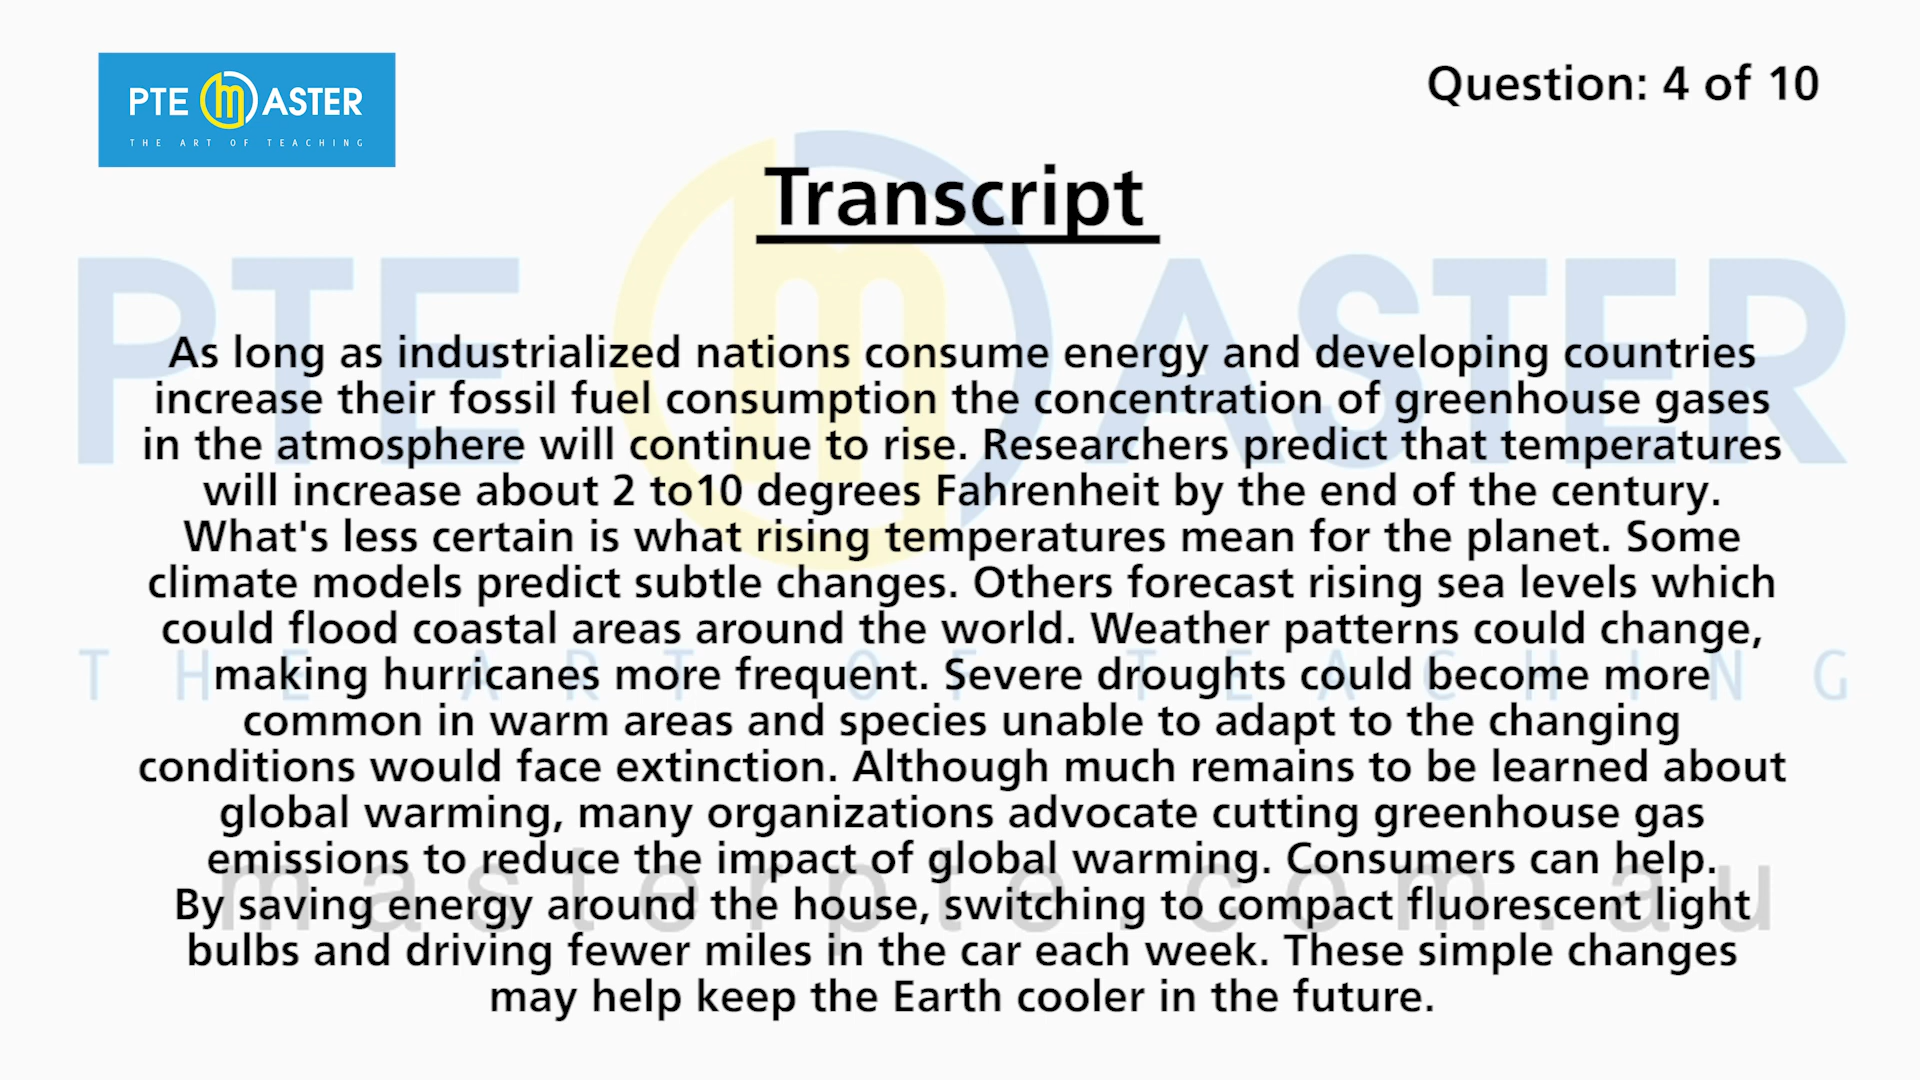 PTE MASTER
THE ART OF TEACHING
Question: 4 of 10
Transcript
As long as industrialized nations consume energy and developing countries
increase their fossil fuel consumption the concentration of greenhouse gases
in the atmosphere will continue to rise. Researchers predict that temperatures
will increase about 2 to10 degrees Fahrenheit by the end of the century.
What's less certain is what rising temperatures mean for the planet. Some
climate models predict subtle changes. Others forecast rising sea levels which
could flood coastal areas around the world. Weather patterns could change,
making hurricanes more frequent. Severe droughts could become more
common in warm areas and species unable to adapt to the changing
conditions would face extinction. Although much remains to be learned about
global warming, many organizations advocate cutting greenhouse gas
emissions to reduce the impact of global warming. Consumers can help.
By saving energy around the house, switching to compact fluorescent light
bulbs and driving fewer miles in the car each week. These simple changes
may help keep the Earth cooler in the future.
PTE MASTER
THE ART OF TEACHING
masterpte.com.au